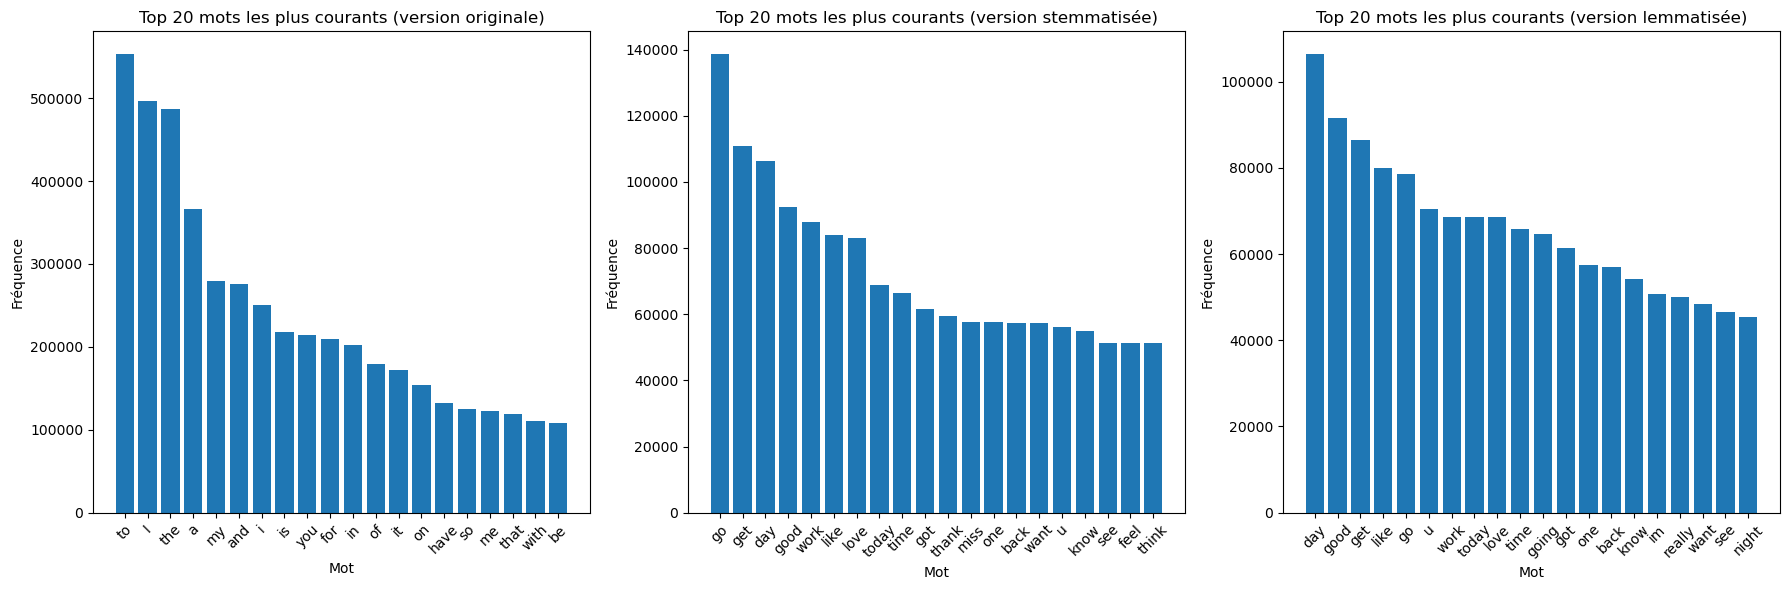 Top 20 mots les plus courants (version originale)
500000
400000
300000
200000
100000
0
Fréquence
to I the a my and i is you for in of it on have so me that with be
Mot
Top 20 mots les plus courants (version stemmatisée)
140000
120000
100000
80000
60000
40000
20000
0
Fréquence
go get day good work like love today time got thank miss one back want u know see feel think
Mot
Top 20 mots les plus courants (version lemmatisée)
100000
80000
60000
40000
20000
0
Fréquence
day good get like go u work today love time going got one back know im really want see night
Mot